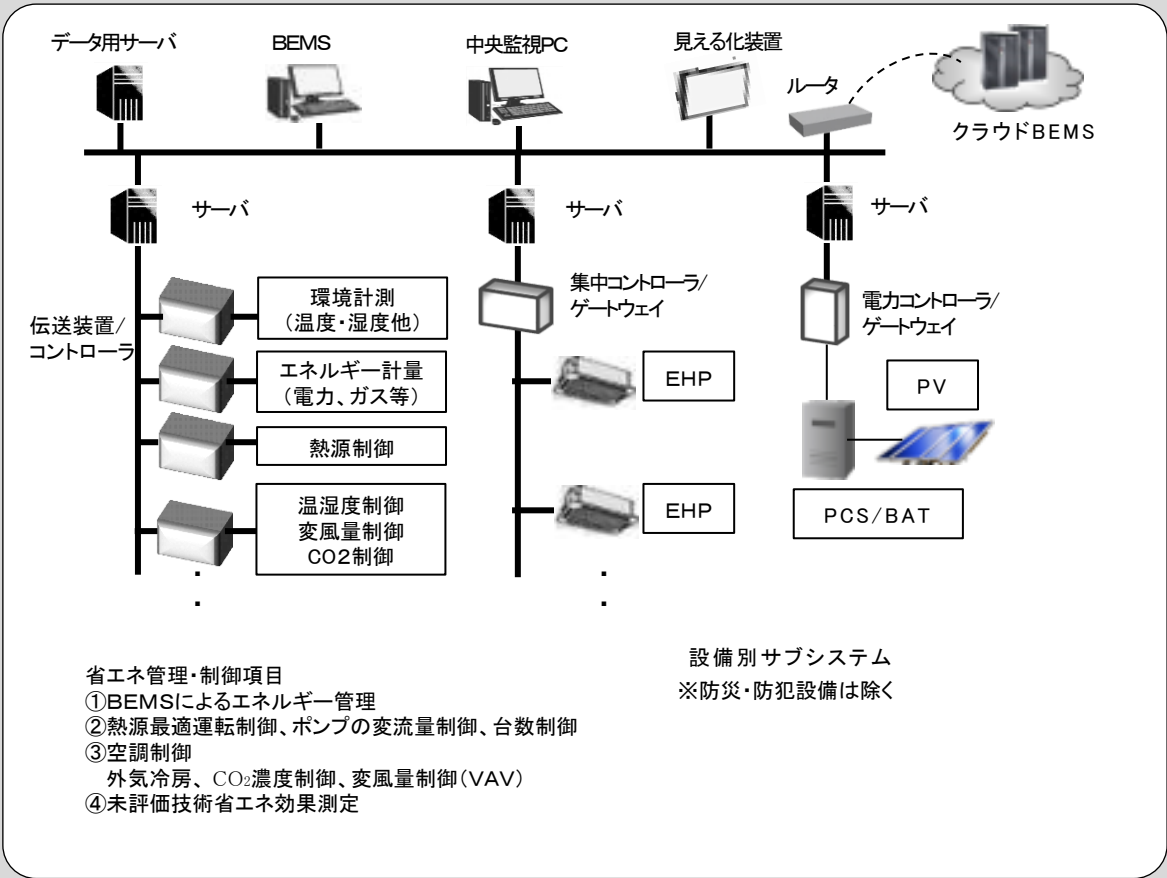 データ用サーバ
BEMS
中央監視PC
見える化装置
ルータ
クラウドBEMS
サーバ
サーバ
サーバ
伝送装置/
コントローラ
環境計測
(温度・湿度他)
エネルギー計量
(電力、ガス等)
熱源制御
温湿度制御
変風量制御
CO2制御
・
・
集中コントローラ/
ゲートウェイ
EHP
EHP
・
・
電力コントローラ/
ゲートウェイ
PV
PCS/BAT
省エネ管理・制御項目
①BEMSによるエネルギー管理
②熱源最適運転制御、ポンプの変流量制御、台数制御
③空調制御
外気冷房、CO₂濃度制御、変風量制御(VAV)
④未評価技術省エネ効果測定
設備別サブシステム
※防災・防犯設備は除く